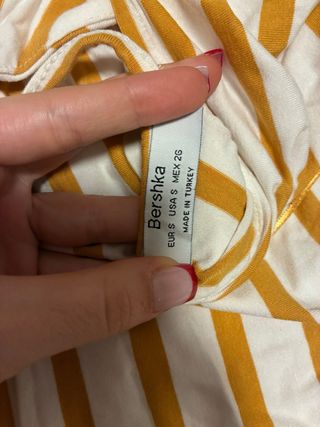 Bershka
EUR S USA S MEX 26
MADE IN TURKEY